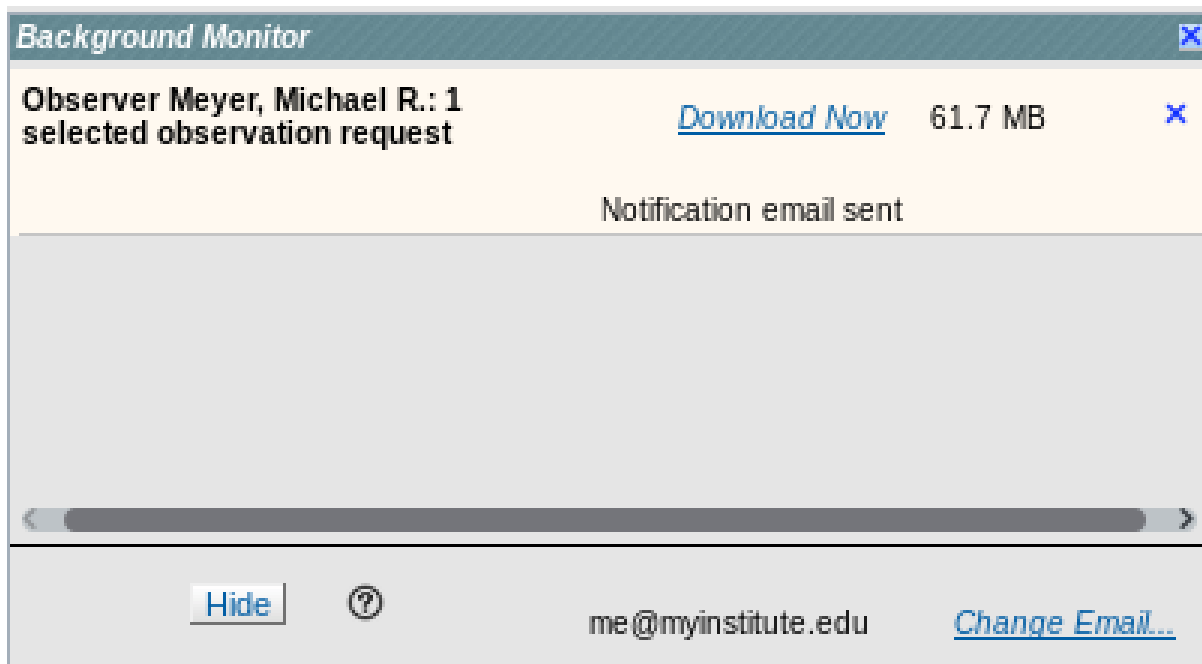 Background Monitor
Observer Meyer, Michael R.: 1
selected observation request
Download Now 61.7 MB
Notification email sent
Hide
me@myinstitute.edu Change Email...